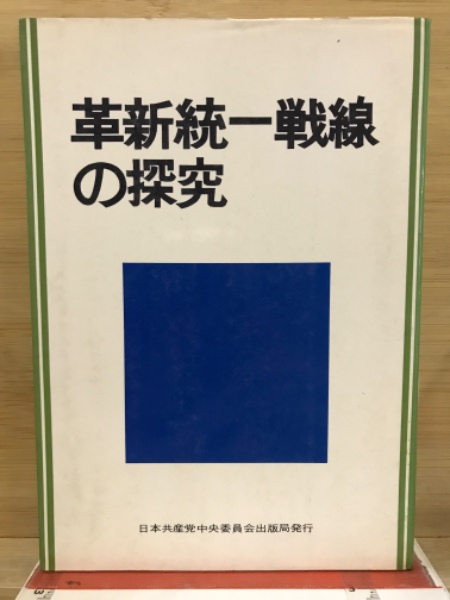 革新統一戦線
の探究
日本共産党中央委員会出版局発行